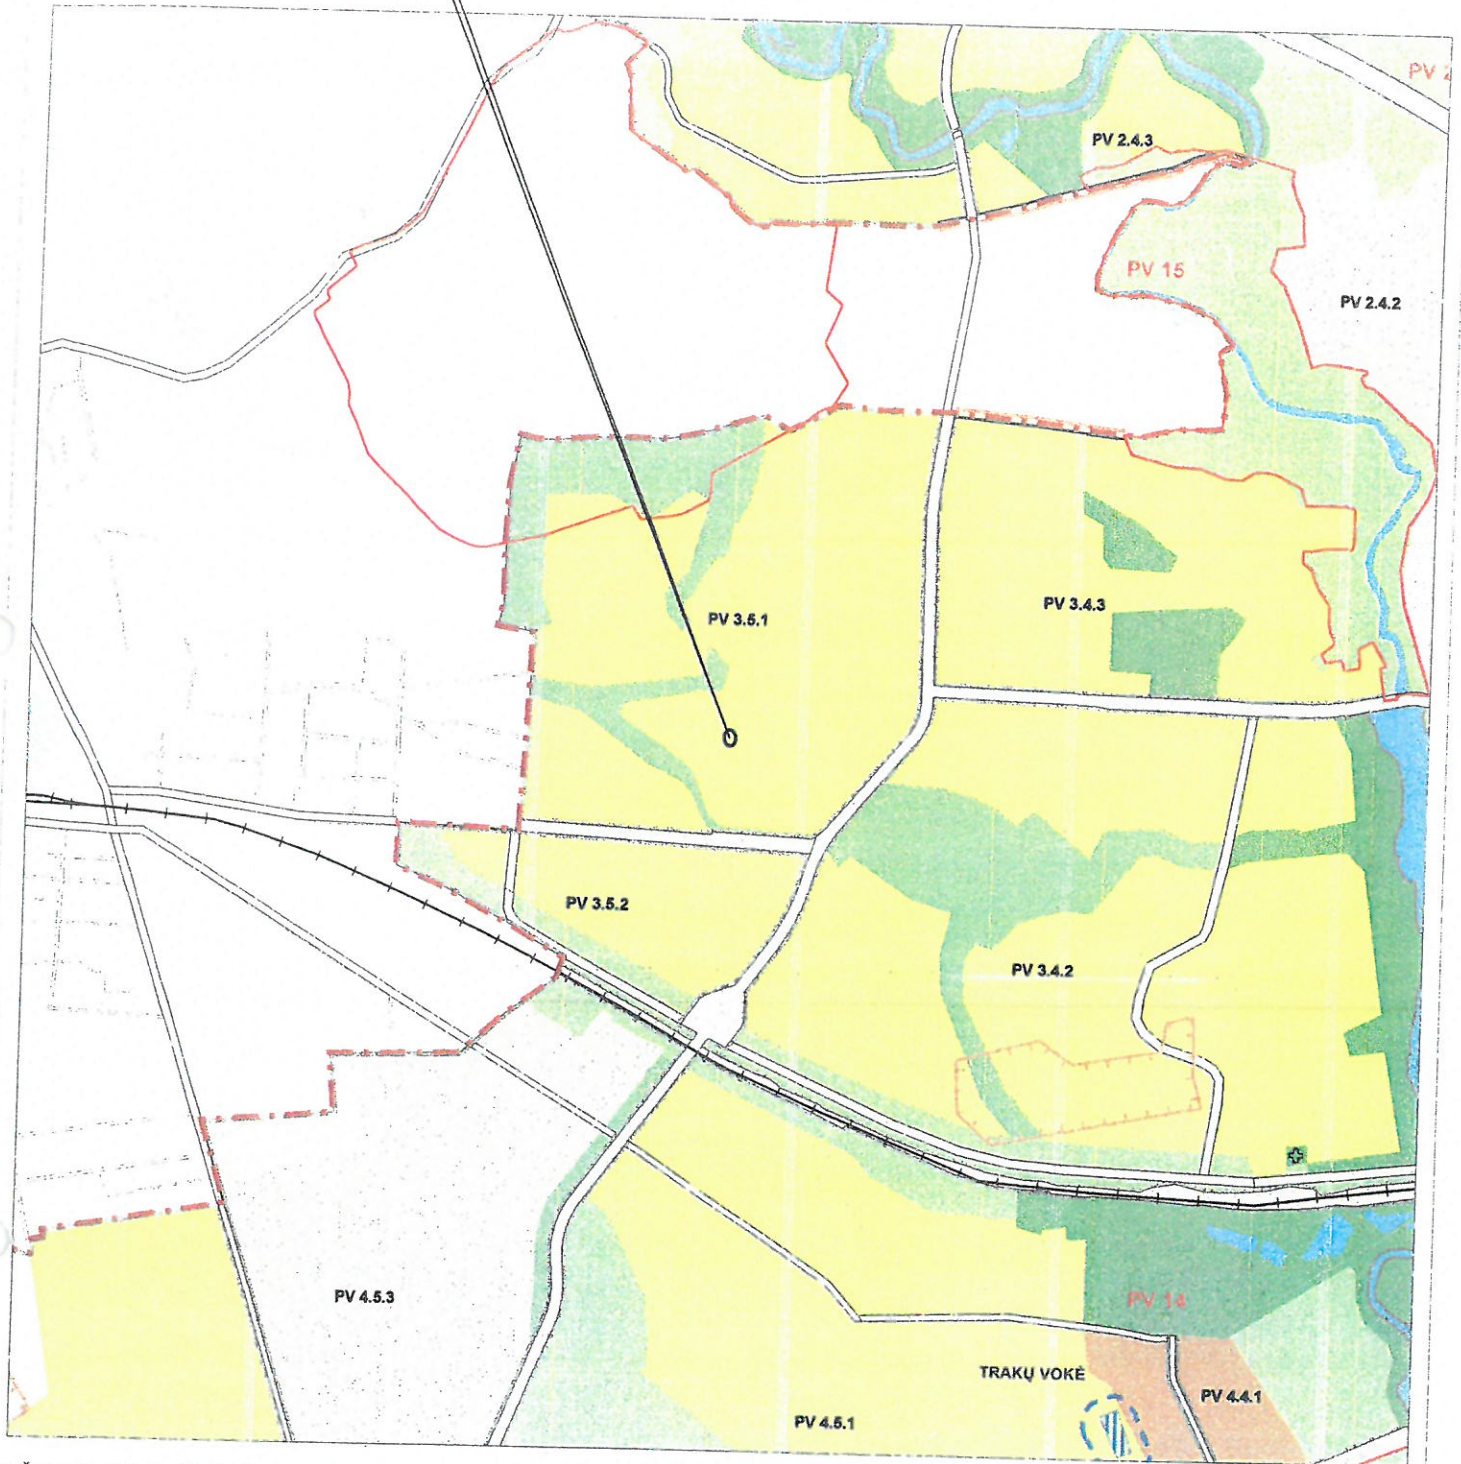 PV 2
PV 2.4.3
PV 15
PV 2.4.2
PV 3.4.3
PV 3.5.1
PV 3.5.2
PV 3.4.2
PV 4.5.3
PV 14
TRAKŲ VOKĖ
PV 4.4.1
PV 4.5.1